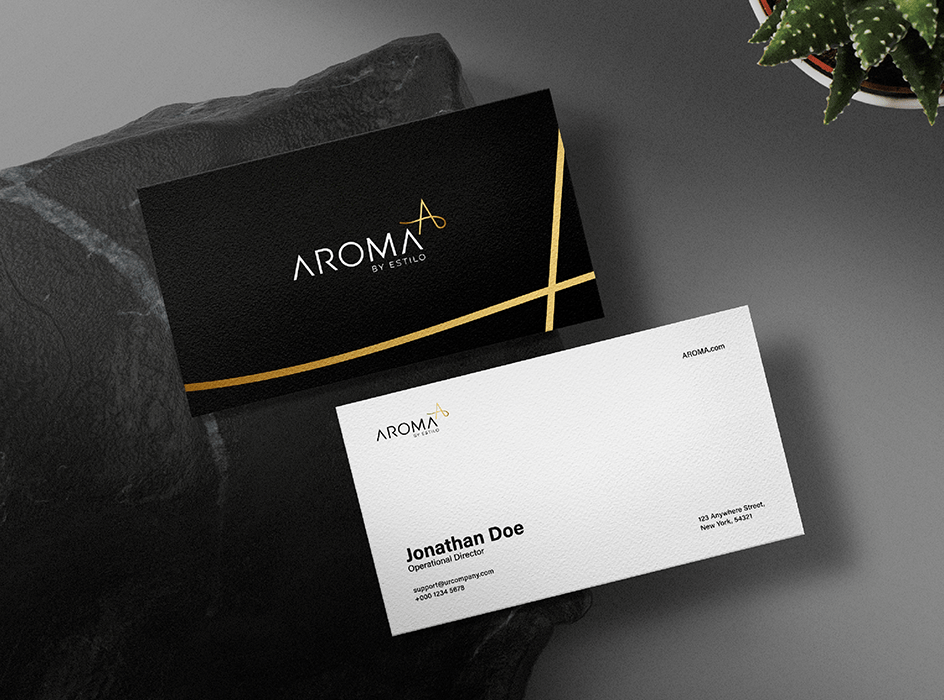 AROMA
BY ESTILO
AROMA.com
AROMA
BY ESTILO
Jonathan Doe
Operational Director
support@urcompany.com
+000 1234 5678
123 Anywhere Street,
New York, 54321